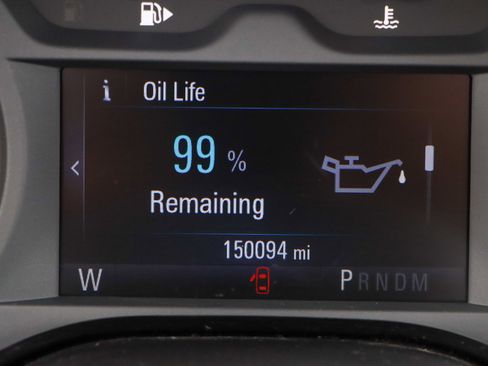 i Oil Life
99 %
Remaining
150094 mi
W PRNDM